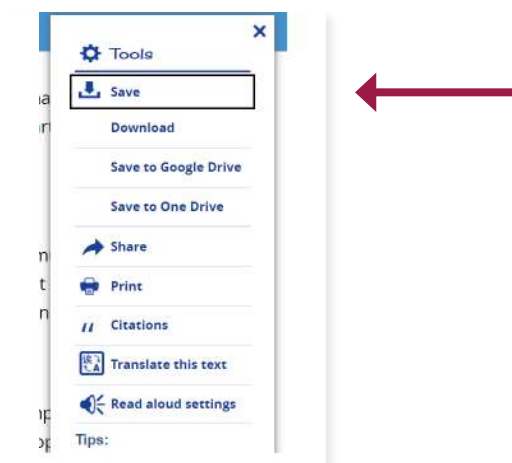 Tools
Save
Download
Save to Google Drive
Save to One Drive
Share
Print
Citations
Translate this text
Read aloud settings
Tips: